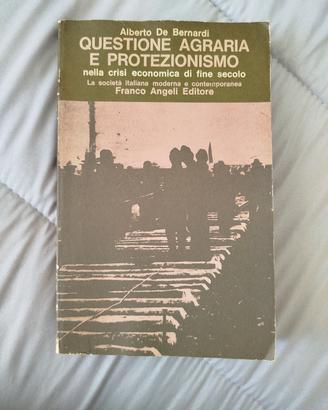 Alberto De Bernardi
QUESTIONE AGRARIA
E PROTEZIONISMO
nella crisi economica di fine secolo
La società italiana moderna e contemporanea
Franco Angeli Editore